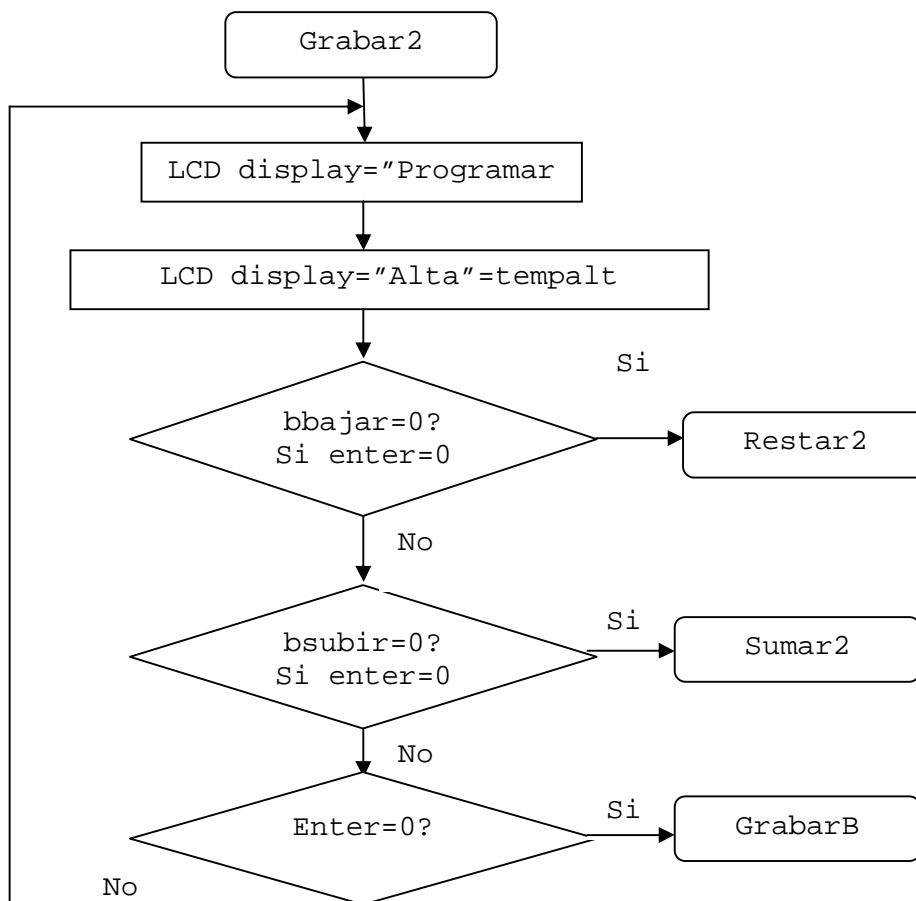 Grabar2
LCD display=”Programar
LCD display=”Alta”=tempalt
Si
bbajar=0?
Si enter=0
Restar2
No
bsubir=0?
Si enter=0
Si
Sumar2
No
Enter=0?
Si
GrabarB
No